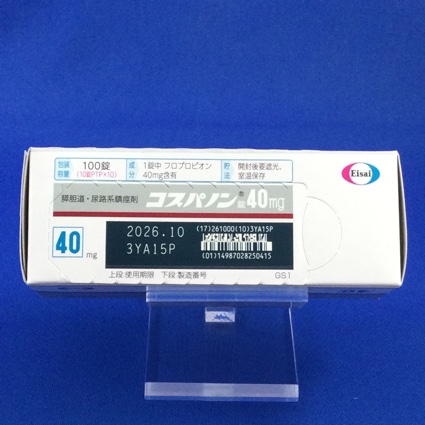 包装容量 100錠 (10錠PTP×10)
成分 1錠中 フロプロピオン 40mg含有
貯法 開封後要遮光、室温保存
Eisai
膵胆道・尿路系鎮痙剤
コスパノン®錠40mg
40mg
2026.10
3YA15P
(17)261000(10)3YA15P
(01)14987028250415
上段:使用期限 下段:製造番号
GS1